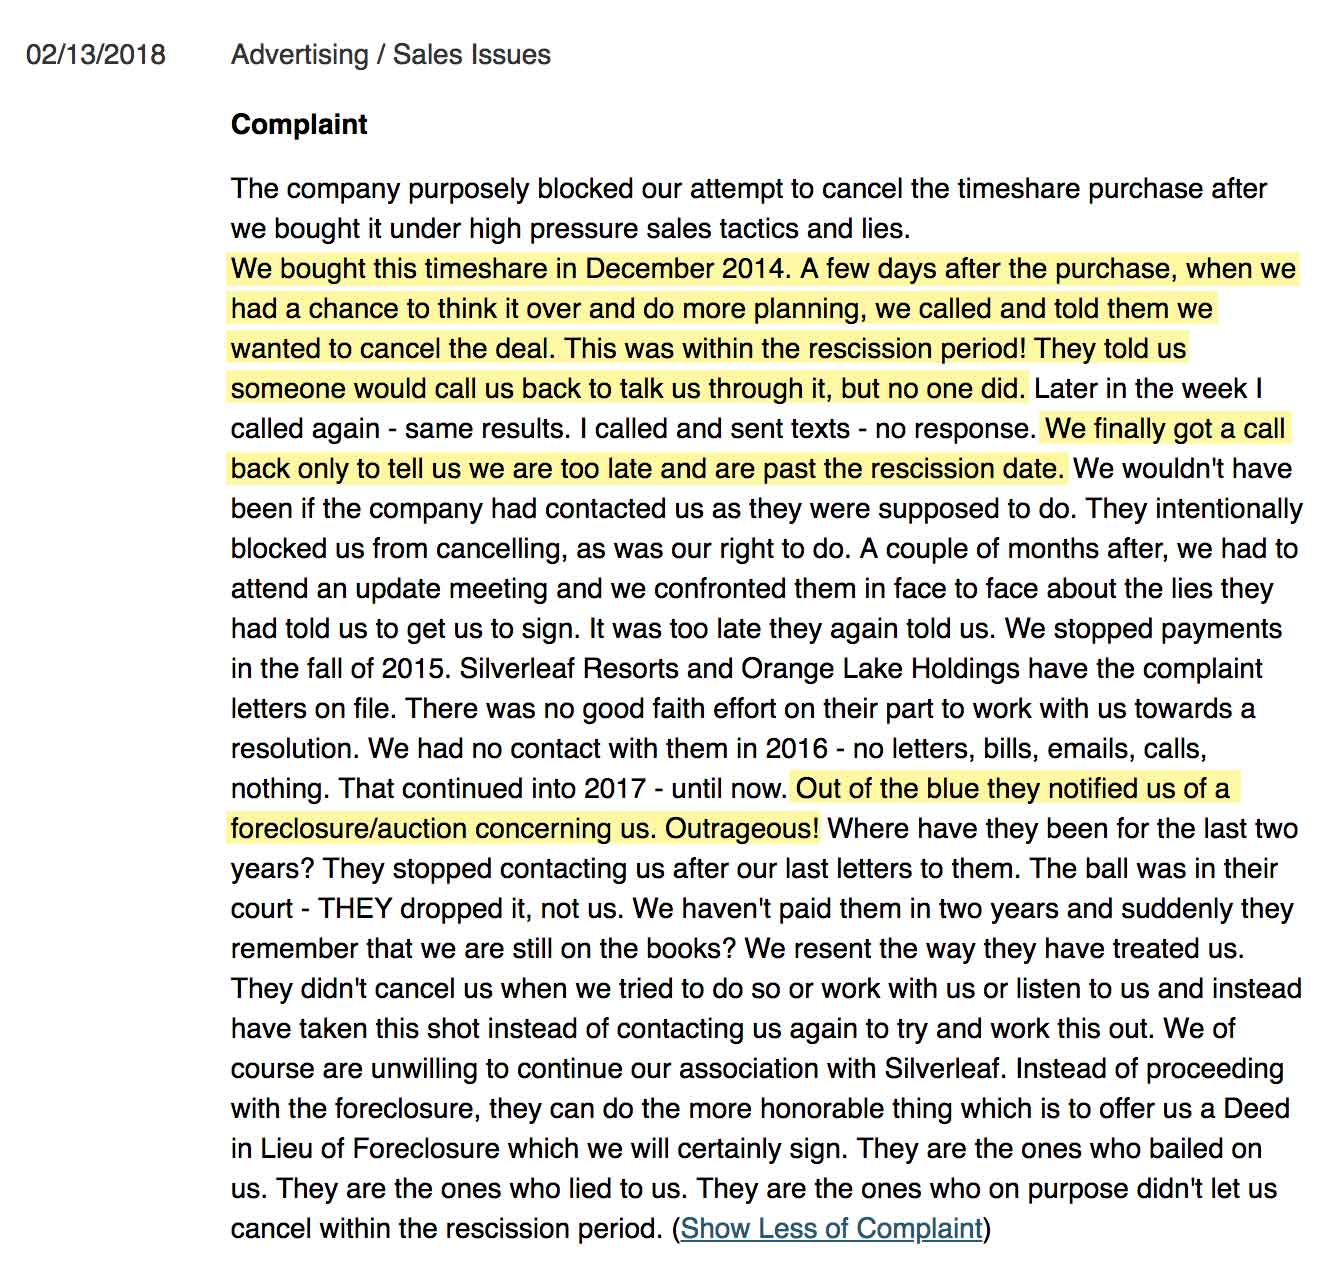 02/13/2018 Advertising / Sales Issues
Complaint
The company purposely blocked our attempt to cancel the timeshare purchase after
we bought it under high pressure sales tactics and lies.
We bought this timeshare in December 2014. A few days after the purchase, when we
had a chance to think it over and do more planning, we called and told them we
wanted to cancel the deal. This was within the rescission period! They told us
someone would call us back to talk us through it, but no one did. Later in the week I
called again - same results. I called and sent texts - no response. We finally got a call
back only to tell us we are too late and are past the rescission date. We wouldn't have
been if the company had contacted us as they were supposed to do. They intentionally
blocked us from cancelling, as was our right to do. A couple of months after, we had to
attend an update meeting and we confronted them in face to face about the lies they
had told us to get us to sign. It was too late they again told us. We stopped payments
in the fall of 2015. Silverleaf Resorts and Orange Lake Holdings have the complaint
letters on file. There was no good faith effort on their part to work with us towards a
resolution. We had no contact with them in 2016 - no letters, bills, emails, calls,
nothing. That continued into 2017 - until now. Out of the blue they notified us of a
foreclosure/auction concerning us. Outrageous! Where have they been for the last two
years? They stopped contacting us after our last letters to them. The ball was in their
court - THEY dropped it, not us. We haven't paid them in two years and suddenly they
remember that we are still on the books? We resent the way they have treated us.
They didn't cancel us when we tried to do so or work with us or listen to us and instead
have taken this shot instead of contacting us again to try and work this out. We of
course are unwilling to continue our association with Silverleaf. Instead of proceeding
with the foreclosure, they can do the more honorable thing which is to offer us a Deed
in Lieu of Foreclosure which we will certainly sign. They are the ones who bailed on
us. They are the ones who lied to us. They are the ones who on purpose didn't let us
cancel within the rescission period. (Show Less of Complaint)